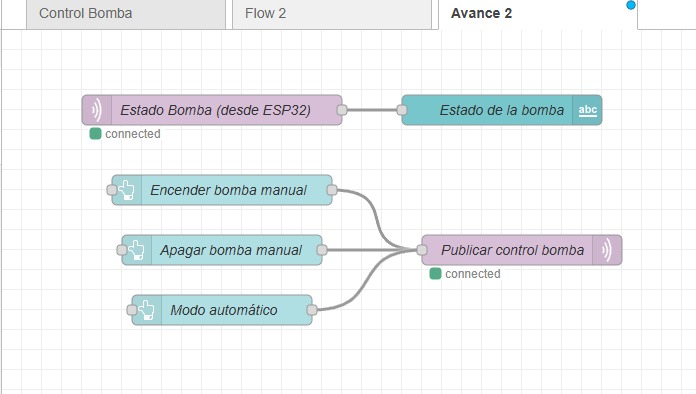 Control Bomba
Flow 2
Avance 2
Estado Bomba (desde ESP32)
Estado de la bomba
abc
connected
Encender bomba manual
Apagar bomba manual
Publicar control bomba
connected
Modo automático